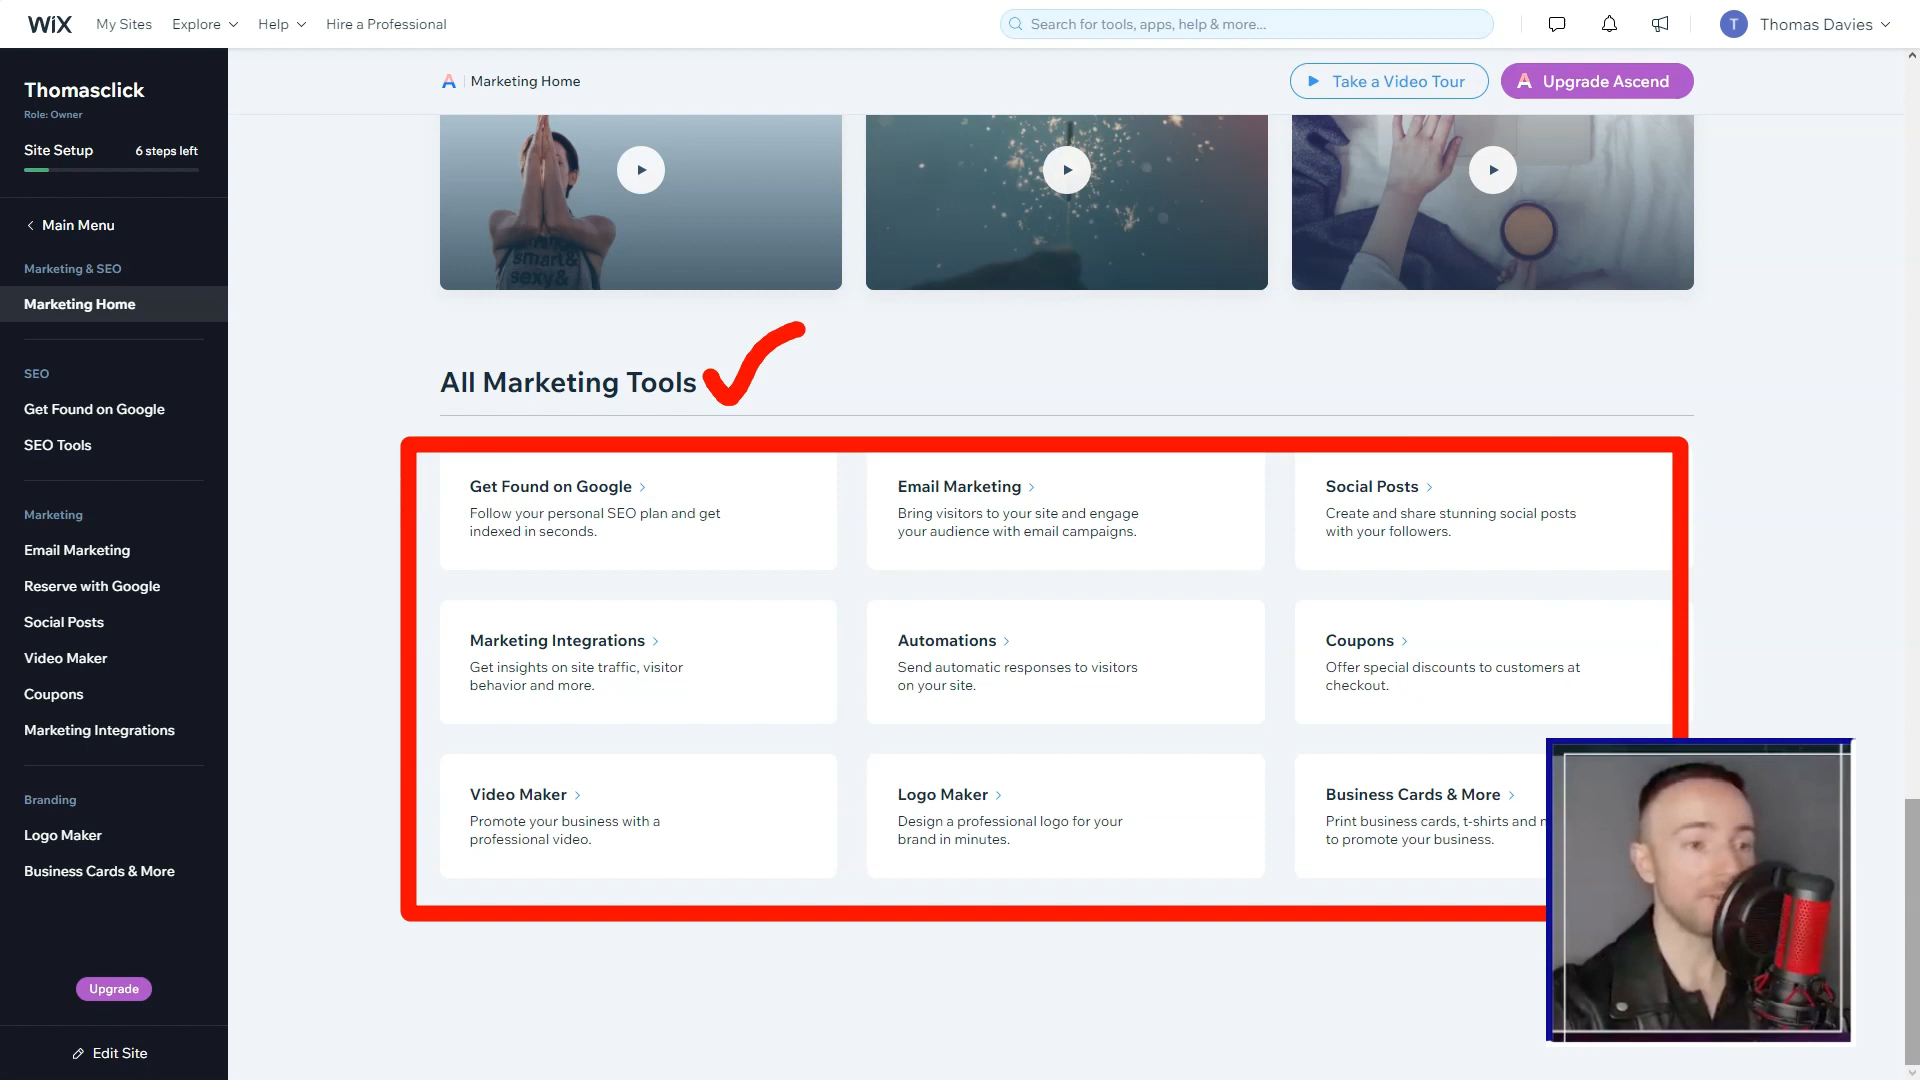 WiX
My Sites
Explore
Help
Hire a Professional
Search for tools, apps, help & more...
T
Thomas Davies
Thomasclick
Role: Owner
Site Setup
6 steps left
Main Menu
Marketing & SEO
Marketing Home
SEO
Get Found on Google
SEO Tools
Marketing
Email Marketing
Reserve with Google
Social Posts
Video Maker
Coupons
Marketing Integrations
Branding
Logo Maker
Business Cards & More
Upgrade
Edit Site
A
Marketing Home
Take a Video Tour
A Upgrade Ascend
smart&
sexy&
All Marketing Tools
Get Found on Google
Follow your personal SEO plan and get
indexed in seconds.
Email Marketing
Bring visitors to your site and engage
your audience with email campaigns.
Social Posts
Create and share stunning social posts
with your followers.
Marketing Integrations
Get insights on site traffic, visitor
behavior and more.
Automations
Send automatic responses to visitors
on your site.
Coupons
Offer special discounts to customers at
checkout.
Video Maker
Promote your business with a
professional video.
Logo Maker
Design a professional logo for your
brand in minutes.
Business Cards & More
Print business cards, t-shirts and
to promote your business.